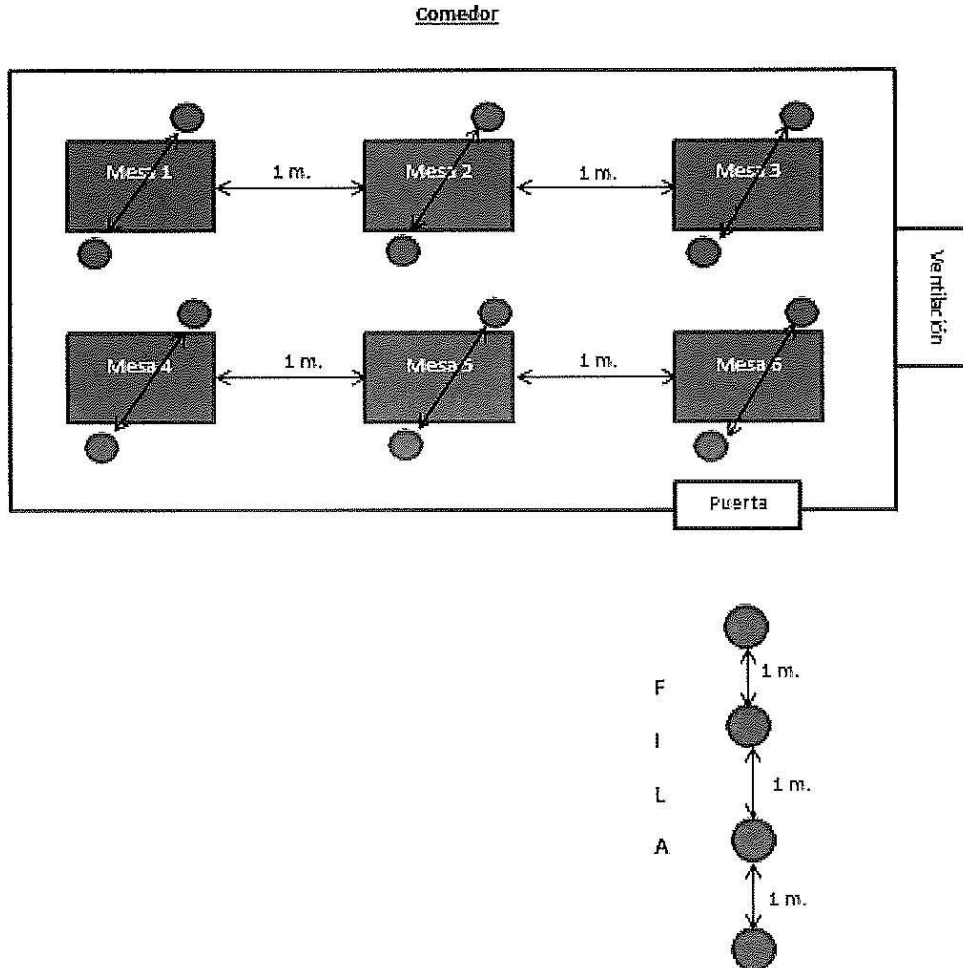 Comedor
Mesa 1
1 m.
Mesa 2
1 m.
Mesa 3
Ventilación
Mesa 4
1 m.
Mesa 5
1 m.
Mesa 6
Puerta
1 m.
F
I
1 m.
L
A
1 m.